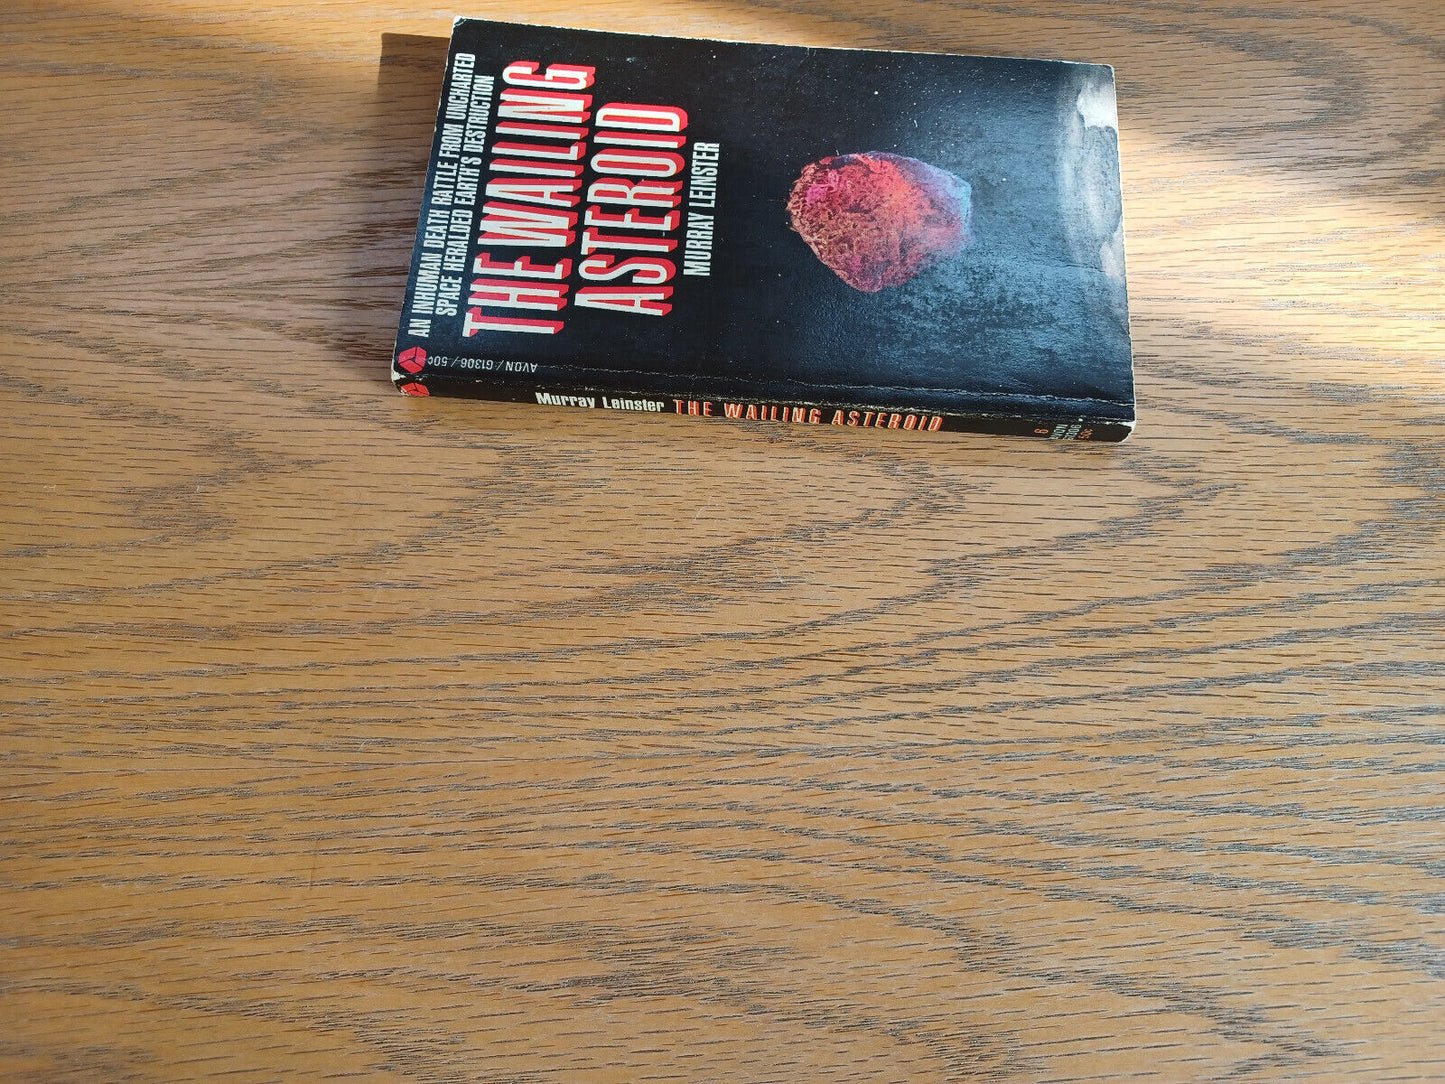 AN INHUMAN DEATH RATTLE FROM UNCHARTED
SPACE HERALDED EARTH'S DESTRUCTION
THE WAILING
ASTEROID
MURRAY LEINSTER
AVON / G1306 / 50¢
Murray Leinster THE WAILING ASTEROID
50¢